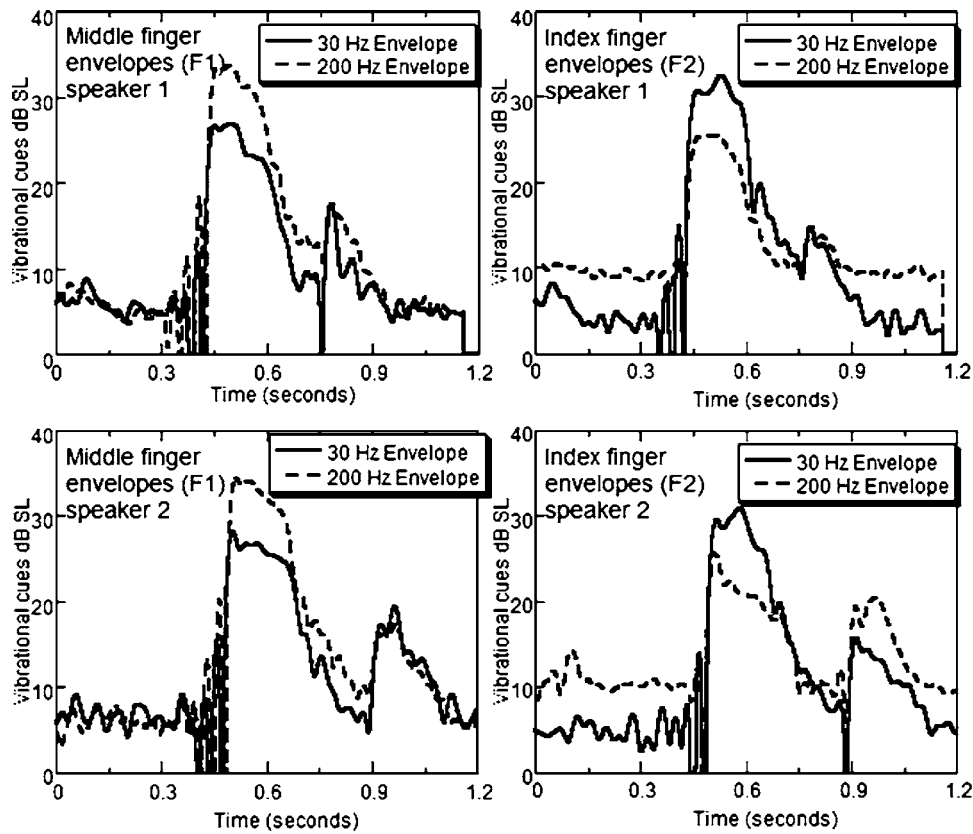 Middle finger
envelopes (F1)
speaker 1
30 Hz Envelope
200 Hz Envelope
Vibrational cues dB SL
40
30
20
10
0
0
0.3
0.6
0.9
1.2
Time (seconds)
Index finger
envelopes (F2)
speaker 1
30 Hz Envelope
200 Hz Envelope
Vibrational cues dB SL
40
30
20
10
0
0
0.3
0.6
0.9
1.2
Time (seconds)
Middle finger
envelopes (F1)
speaker 2
30 Hz Envelope
200 Hz Envelope
Vibrational cues dB SL
40
30
20
10
0
0
0.3
0.6
0.9
1.2
Time (seconds)
Index finger
envelopes (F2)
speaker 2
30 Hz Envelope
200 Hz Envelope
Vibrational cues dB SL
40
30
20
10
0
0
0.3
0.6
0.9
1.2
Time (seconds)